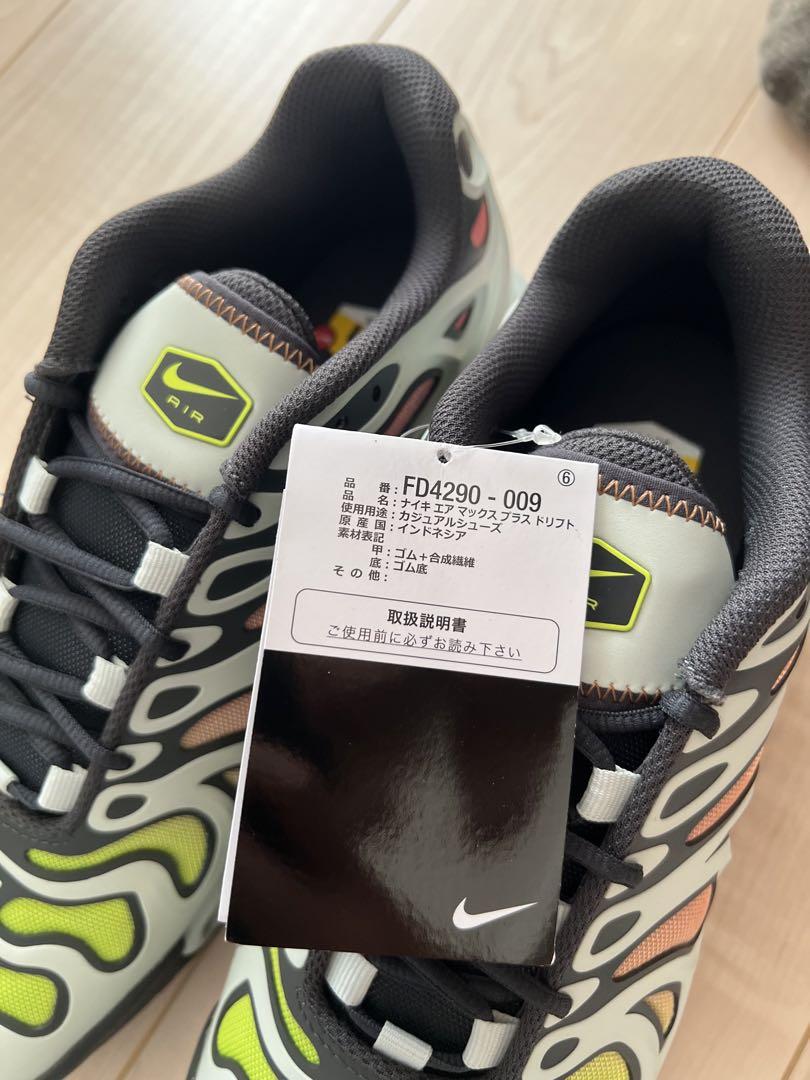 AIR
⑥
品 番：FD4290 - 009
品 名：ナイキ エア マックス プラス ドリフト
使用用途：カジュアルシューズ
原 産 国：インドネシア
素材表記
甲：ゴム＋合成繊維
底：ゴム底
そ の 他：
取扱説明書
ご使用前に必ずお読み下さい